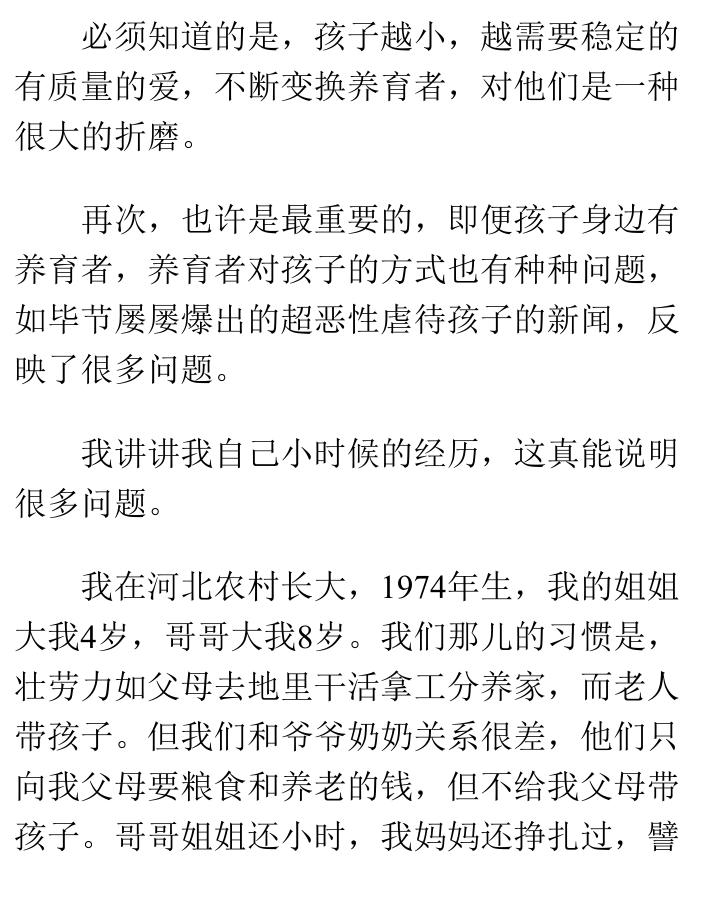 必须知道的是，孩子越小，越需要稳定的
有质量的爱，不断变换养育者，对他们是一种
很大的折磨。
再次，也许是最重要的，即便孩子身边有
养育者，养育者对孩子的方式也有种种问题，
如毕节屡屡爆出的超恶性虐待孩子的新闻，反
映了很多问题。
我讲讲我自己小时候的经历，这真能说明
很多问题。
我在河北农村长大，1974年生，我的姐姐
大我4岁，哥哥大我8岁。我们那儿的习惯是，
壮劳力如父母去地里干活拿工分养家，而老人
带孩子。但我们和爷爷奶奶关系很差，他们只
向我父母要粮食和养老的钱，但不给我父母带
孩子。哥哥姐姐还小时，我妈妈还挣扎过，譬